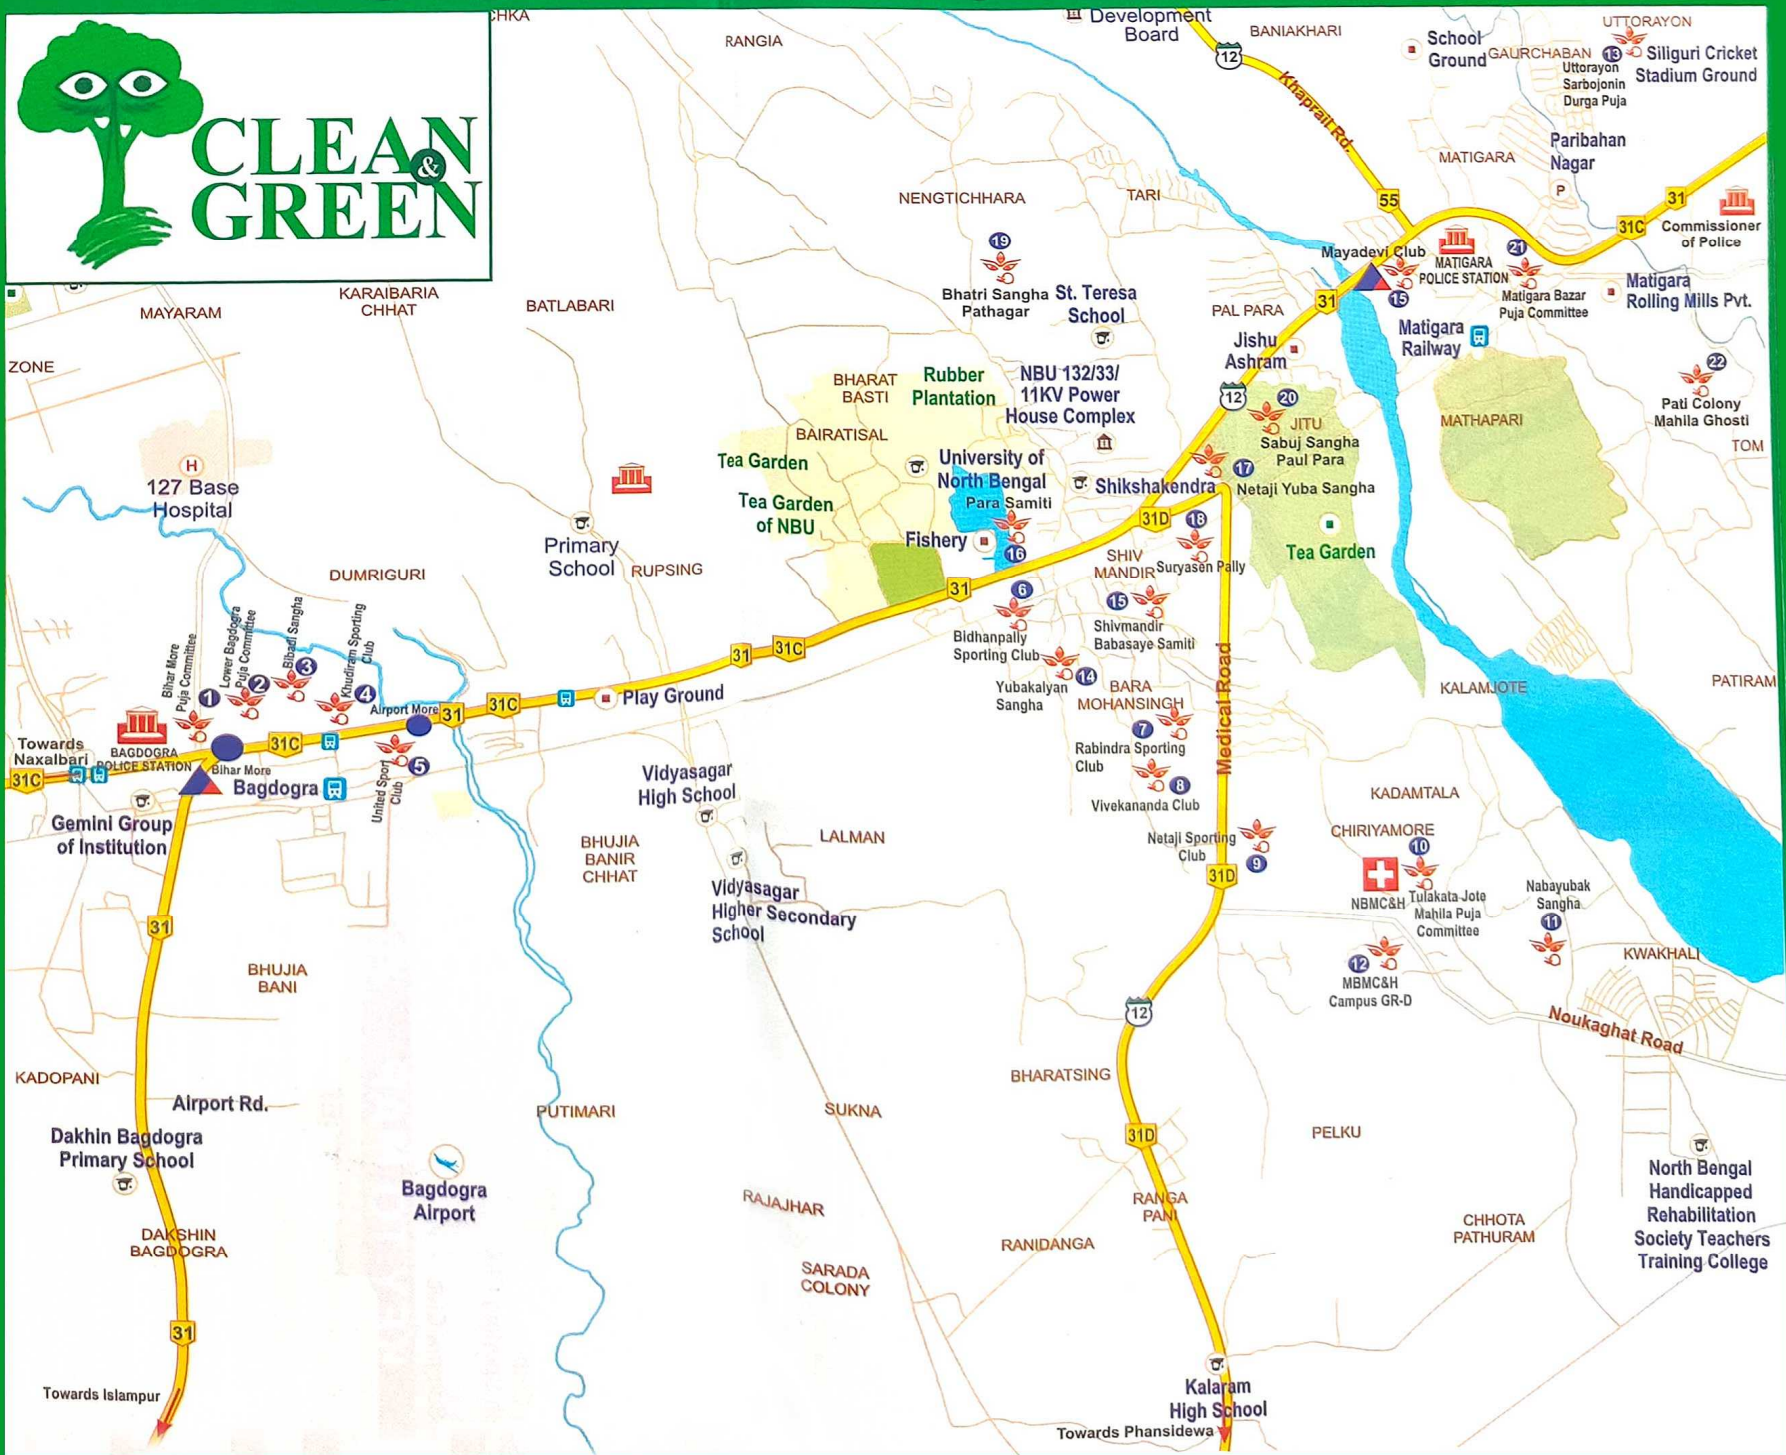 CLEAN
&
GREEN
CHKA
RANGIA
Development
Board
12
BANIAKHARI
Khaprail Rd.
School
Ground
GAURCHABAN
UTTORAYON
13
Siliguri Cricket
Stadium Ground
Uttorayon
Sarbojonin
Durga Puja
Paribahan
Nagar
P
MATIGARA
31
Commissioner
of Police
31C
55
NENGTICHHARA
TARI
19
Bhatri Sangha
Pathagar
St. Teresa
School
Mayadevi Club
15
MATIGARA
POLICE STATION
21
Matigara Bazar
Puja Committee
Matigara
Rolling Mills Pvt.
31
PAL PARA
Matigara
Railway
Jishu
Ashram
22
Pati Colony
Mahila Ghosti
TOM
MATHAPARI
MAYARAM
KARAIBARIA
CHHAT
BATLABARI
ZONE
H
127 Base
Hospital
BHARAT
BASTI
Rubber
Plantation
NBU 132/33/
11KV Power
House Complex
12
20
JITU
Sabuj Sangha
Paul Para
BAIRATISAL
Tea Garden
University of
North Bengal
Para Samiti
Shikshakendra
17
Netaji Yuba Sangha
Tea Garden
of NBU
Fishery
16
31D
18
Suryasen Pally
Tea Garden
Primary
School
RUPSING
DUMRIGURI
31
6
SHIV
MANDIR
15
Shivmandir
Babasaye Samiti
Bidhanpally
Sporting Club
Yubakalyan
Sangha
14
BARA
MOHANSINGH
7
Rabindra Sporting
Club
8
Vivekananda Club
Netaji Sporting
Club
9
Medical Road
31D
KALAMJOTE
PATIRAM
Bihar More
Puja Committee
1
Lower Bagdogra
Puja Committee
2
Bibadi Sangha
3
Khudiram Sporting
Club
4
Airport More
31
31C
Play Ground
31
31C
Towards
Naxalbari
31C
BAGDOGRA
POLICE STATION
Bihar More
31C
United Sport
Club
5
Bagdogra
Gemini Group
of Institution
Vidyasagar
High School
Vidyasagar
Higher Secondary
School
BHUJIA
BANIR
CHHAT
LALMAN
KADAMTALA
CHIRIYAMORE
10
NBMC&H
Tulakata Jote
Mahila Puja
Committee
Nabayubak
Sangha
11
12
MBMC&H
Campus GR-D
KWAKHALI
Noukaghat Road
31
BHUJIA
BANI
12
KADOPANI
Airport Rd.
Dakhin Bagdogra
Primary School
PUTIMARI
SUKNA
BHARATSING
31D
PELKU
Bagdogra
Airport
RAJAJHAR
RANGA
PANI
RANIDANGA
CHHOTA
PATHURAM
North Bengal
Handicapped
Rehabilitation
Society Teachers
Training College
DAKSHIN
BAGDOGRA
SARADA
COLONY
31
Towards Islampur
Kalaram
High School
Towards Phansidewa